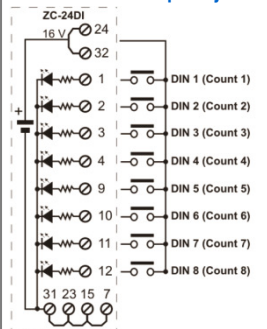 ZC-24DI
16 V
24
32
+
1 DIN 1 (Count 1)
2 DIN 2 (Count 2)
3 DIN 3 (Count 3)
4 DIN 4 (Count 4)
9 DIN 5 (Count 5)
10 DIN 6 (Count 6)
11 DIN 7 (Count 7)
12 DIN 8 (Count 8)
31 23 15 7